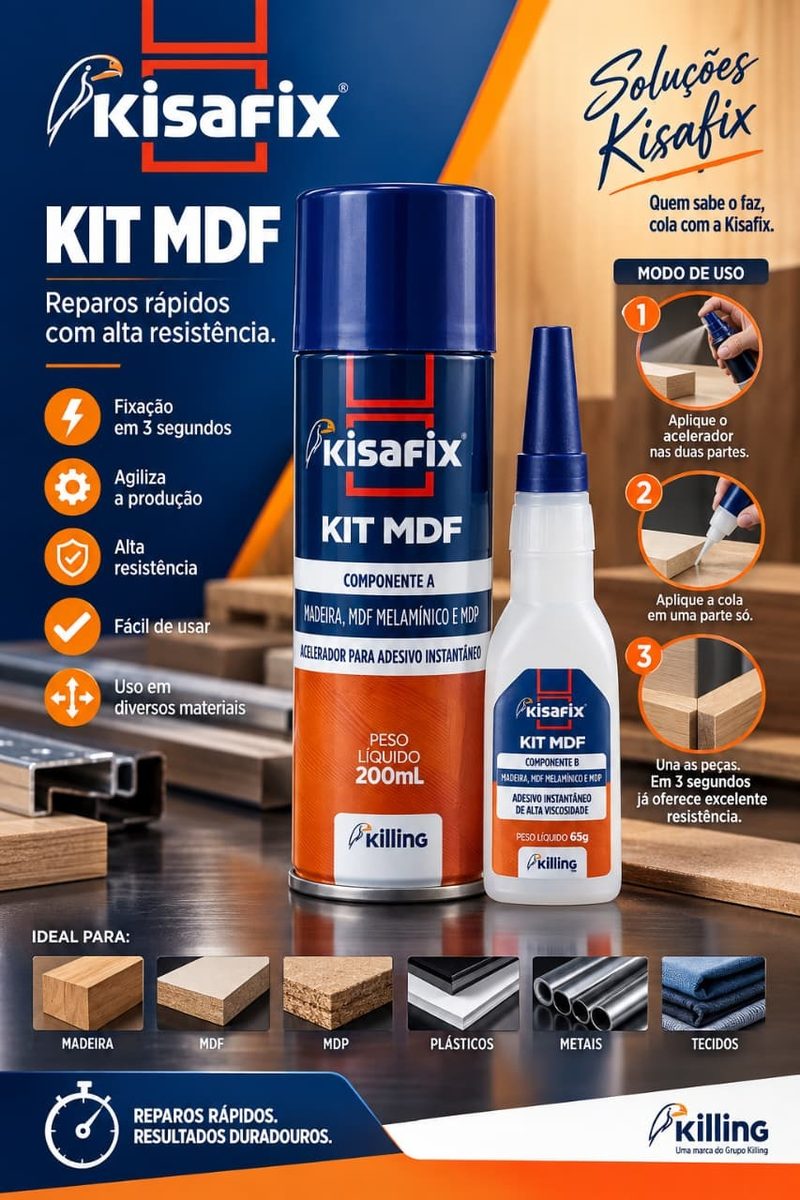 Kisafix®
KIT MDF
Reparos rápidos
com alta resistência.
Fixação
em 3 segundos
Agiliza
a produção
Alta
resistência
Fácil de usar
Uso em
diversos materiais
Soluções
Kisafix
Quem sabe o faz,
cola com a Kisafix.
MODO DE USO
1
Aplique o
acelerador
nas duas partes.
2
Aplique a cola
em uma parte só.
3
Una as peças.
Em 3 segundos
já oferece excelente
resistência.
Kisafix
KIT MDF
COMPONENTE A
MADEIRA, MDF MELAMÍNICO E MDP
ACELERADOR PARA ADESIVO INSTANTÂNEO
PESO
LÍQUIDO
200mL
Killing
Kisafix
KIT MDF
COMPONENTE B
MADEIRA, MDF MELAMÍNICO E MDP
ADESIVO INSTANTÂNEO
DE ALTA VISCOSIDADE
PESO LÍQUIDO 65g
Killing
IDEAL PARA:
MADEIRA
MDF
MDP
PLÁSTICOS
METAIS
TECIDOS
REPAROS RÁPIDOS.
RESULTADOS DURADOUROS.
Killing
Uma marca do Grupo Killing